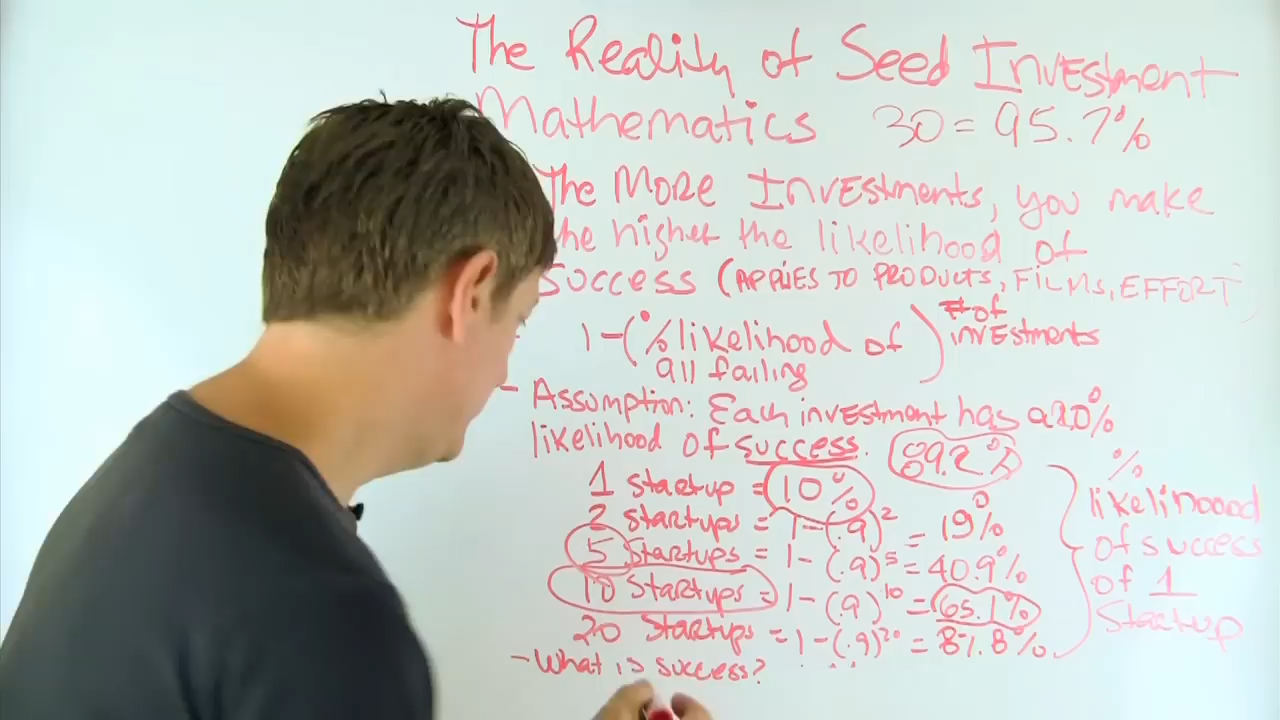 The Reality of Seed Investment
Mathematics 30 = 95.7%
The More Investments, you make
the higher the likelihood of
success (APPLIES TO PRODUCTS, FILMS, EFFORT)
1-(% likelihood of all failing) # of investments
- Assumption: Each investment has a %
likelihood of success. 89.2%
1 startup = 10%
2 startups = 1-(.9)^2 = 19%
5 Startups = 1-(.9)^5 = 40.9%
10 Startups = 1-(.9)^10 = 65.1%
20 Startups = 1-(.9)^20 = 87.8%
% likelihoood
of success
of 1
Startup
- What is success?